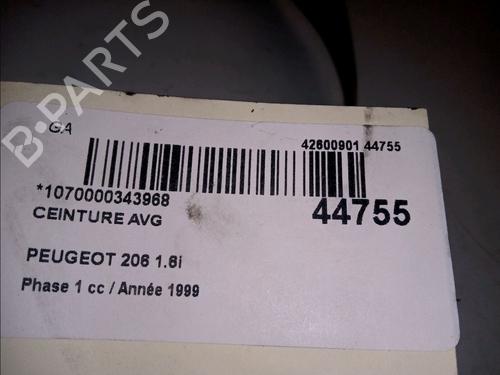 B-PARTS
GA
42600901 44755
*1070000343968
44755
CEINTURE AVG
PEUGEOT 206 1.6i
Phase 1 cc / Année 1999